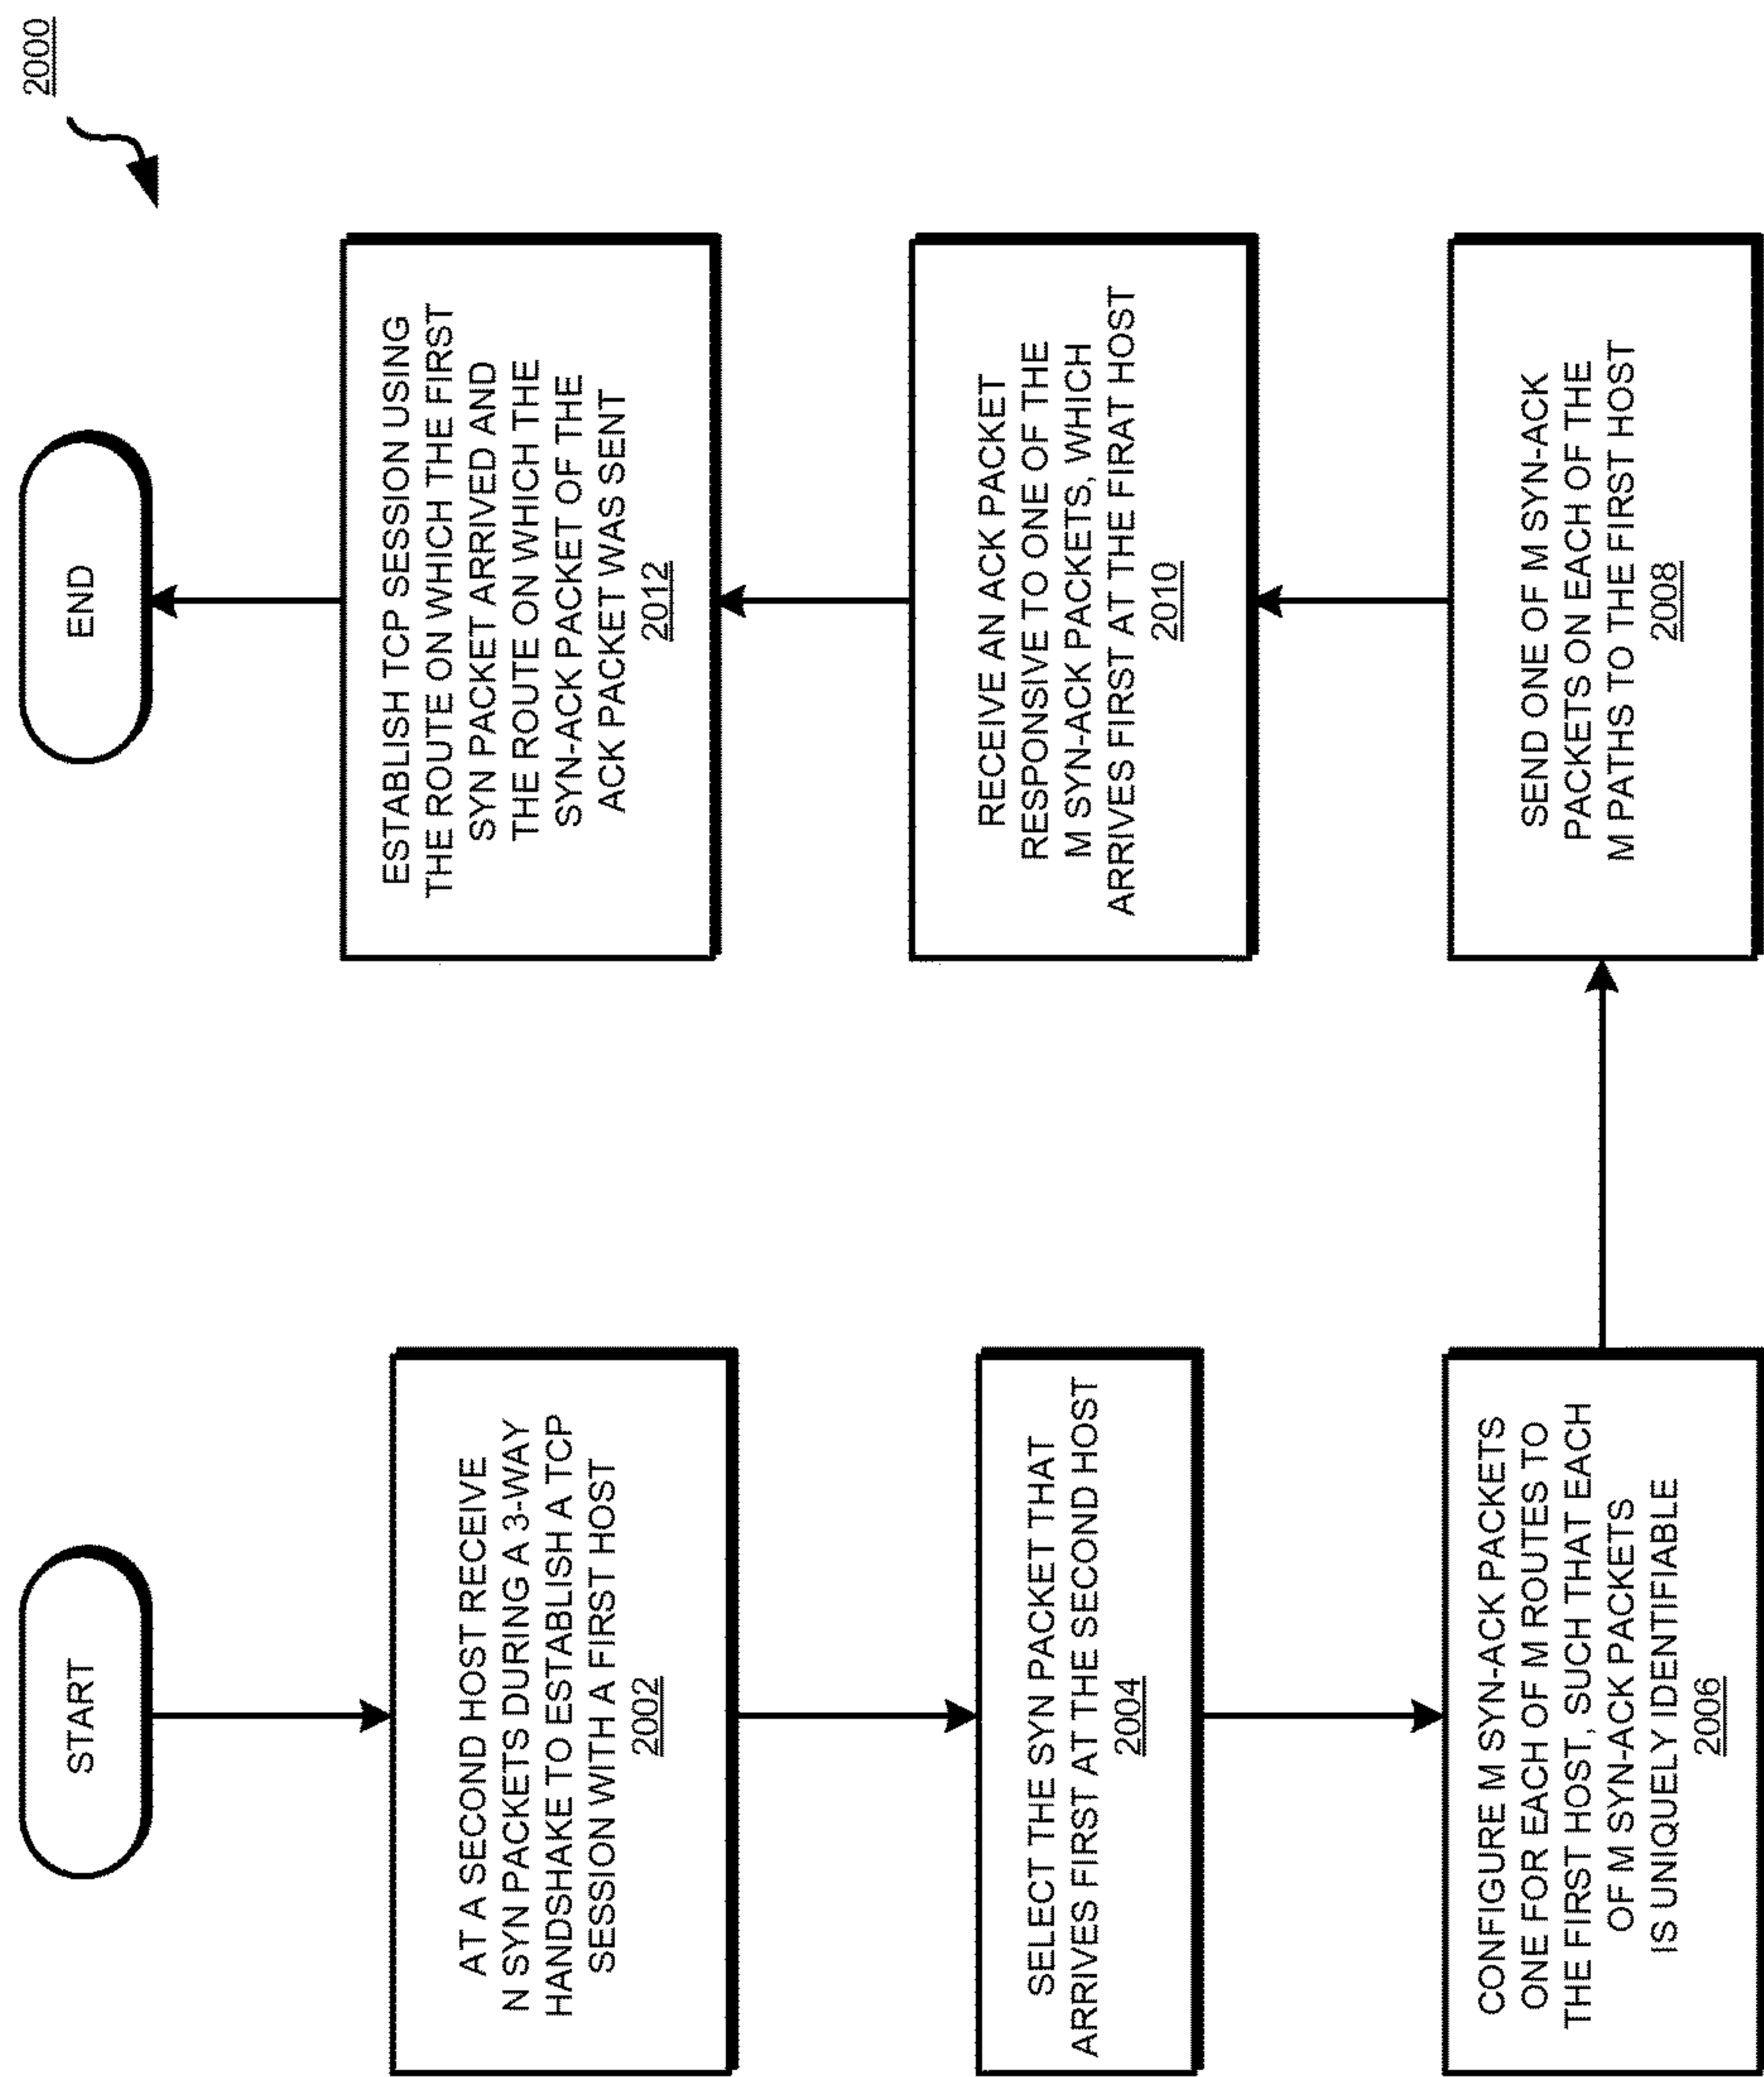 2000
START
AT A SECOND HOST RECEIVE
N SYN PACKETS DURING A 3-WAY
HANDSHAKE TO ESTABLISH A TCP
SESSION WITH A FIRST HOST
2002
SELECT THE SYN PACKET THAT
ARRIVES FIRST AT THE SECOND HOST
2004
CONFIGURE M SYN-ACK PACKETS
ONE FOR EACH OF M ROUTES TO
THE FIRST HOST, SUCH THAT EACH
OF M SYN-ACK PACKETS
IS UNIQUELY IDENTIFIABLE
2006
SEND ONE OF M SYN-ACK
PACKETS ON EACH OF THE
M PATHS TO THE FIRST HOST
2008
RECEIVE AN ACK PACKET
RESPONSIVE TO ONE OF THE
M SYN-ACK PACKETS, WHICH
ARRIVES FIRST AT THE FIRAT HOST
2010
ESTABLISH TCP SESSION USING
THE ROUTE ON WHICH THE FIRST
SYN PACKET ARRIVED AND
THE ROUTE ON WHICH THE
SYN-ACK PACKET OF THE
ACK PACKET WAS SENT
2012
END